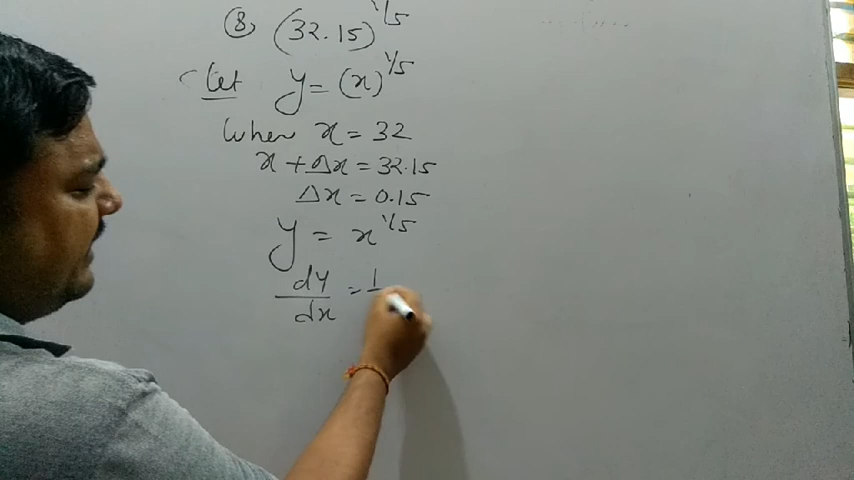 (8) (32.15)^1/5
Let y = (x)^1/5
When x = 32
x + Δx = 32.15
Δx = 0.15
y = x^1/5
dy/dx = 1